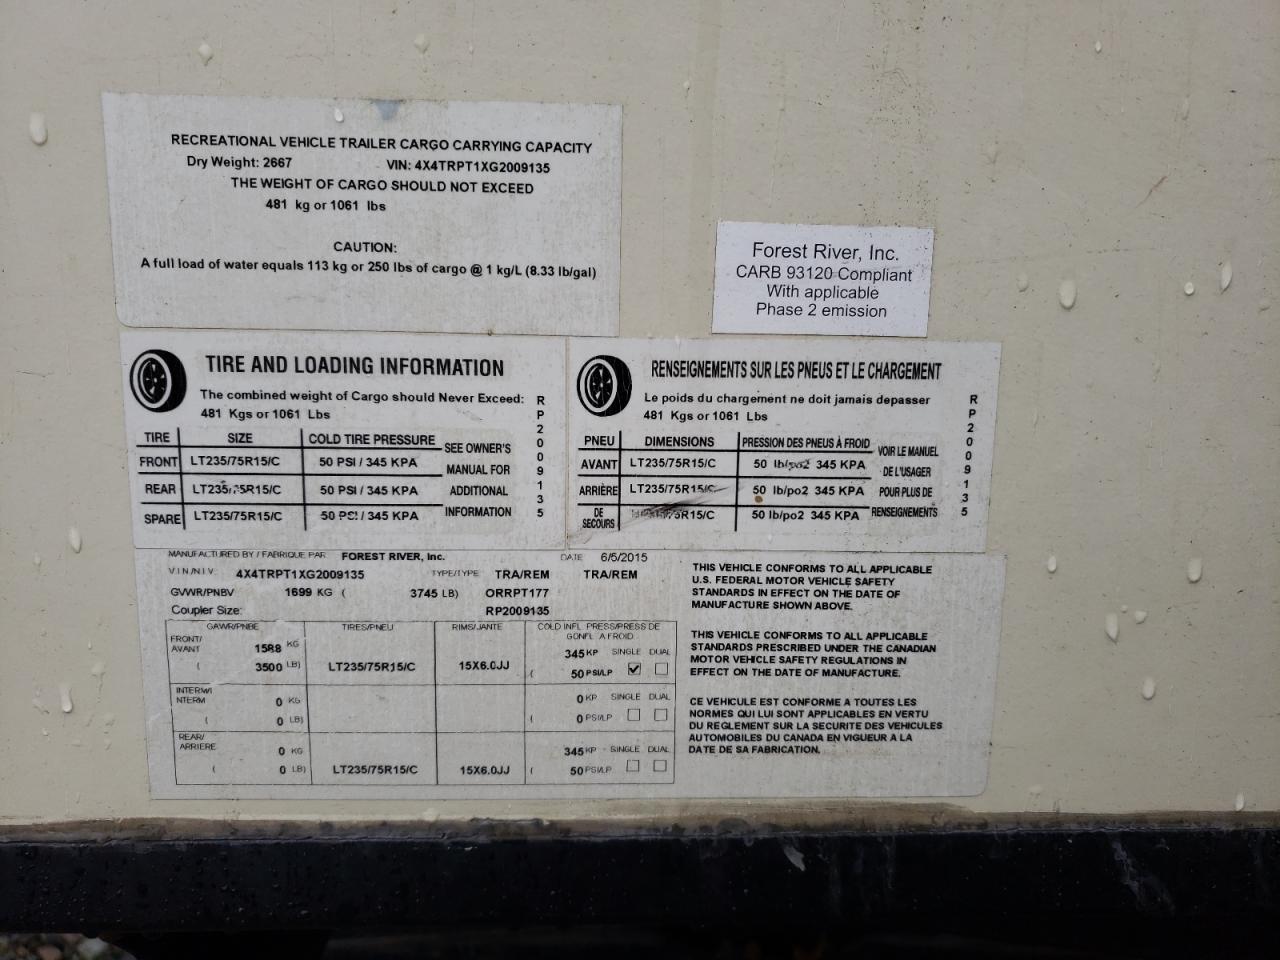 RECREATIONAL VEHICLE TRAILER CARGO CARRYING CAPACITY
Dry Weight: 2667 VIN: 4X4TRPT1XG2009135
THE WEIGHT OF CARGO SHOULD NOT EXCEED
481 kg or 1061 lbs
CAUTION:
A full load of water equals 113 kg or 250 lbs of cargo @ 1 kg/L (8.33 lb/gal)
Forest River, Inc.
CARB 93120 Compliant
With applicable
Phase 2 emission
TIRE AND LOADING INFORMATION
The combined weight of Cargo should Never Exceed:
481 Kgs or 1061 Lbs
TIRE SIZE COLD TIRE PRESSURE
FRONT LT235/75R15/C 50 PSI / 345 KPA
REAR LT235/75R15/C 50 PSI / 345 KPA
SPARE LT235/75R15/C 50 PSI / 345 KPA
SEE OWNER'S
MANUAL FOR
ADDITIONAL
INFORMATION
RP2009135
RENSEIGNEMENTS SUR LES PNEUS ET LE CHARGEMENT
Le poids du chargement ne doit jamais depasser
481 Kgs or 1061 Lbs
PNEU DIMENSIONS PRESSION DES PNEUS À FROID
AVANT LT235/75R15/C 50 lb/po2 345 KPA
ARRIÈRE LT235/75R15/C 50 lb/po2 345 KPA
DE SECOURS 50 lb/po2 345 KPA
VOIR LE MANUEL
DE L'USAGER
POUR PLUS DE
RENSEIGNEMENTS
RP2009135
MANUFACTURED BY / FABRIQUE PAR FOREST RIVER, Inc. DATE 6/5/2015
V.I.N./N.I.V. 4X4TRPT1XG2009135 TYPE/TYPE TRA/REM TRA/REM
GVWR/PNBV 1699 KG ( 3745 LB) ORRPT177
Coupler Size: RP2009135
GAWR/PNBE TIRES/PNEU RIMS/JANTE COLD INFL. PRESS/PRESS DE
GONFL. A FROID
FRONT/
AVANT 1588 KG 345 KP SINGLE DUAL
( 3500 LB) LT235/75R15/C 15X6.0JJ ( 50 PSI/LP
INTERM/
INTERM 0 KG 0 KP SINGLE DUAL
( 0 LB) ( 0 PSI/LP
REAR/
ARRIERE 0 KG 345 KP - SINGLE DUAL
( 0 LB) LT235/75R15/C 15X6.0JJ ( 50 PSI/LP
THIS VEHICLE CONFORMS TO ALL APPLICABLE
U.S. FEDERAL MOTOR VEHICLE SAFETY
STANDARDS IN EFFECT ON THE DATE OF
MANUFACTURE SHOWN ABOVE.
THIS VEHICLE CONFORMS TO ALL APPLICABLE
STANDARDS PRESCRIBED UNDER THE CANADIAN
MOTOR VEHICLE SAFETY REGULATIONS IN
EFFECT ON THE DATE OF MANUFACTURE.
CE VEHICULE EST CONFORME A TOUTES LES
NORMES QUI LUI SONT APPLICABLES EN VERTU
DU REGLEMENT SUR LA SECURITE DES VEHICULES
AUTOMOBILES DU CANADA EN VIGUEUR A LA
DATE DE SA FABRICATION.